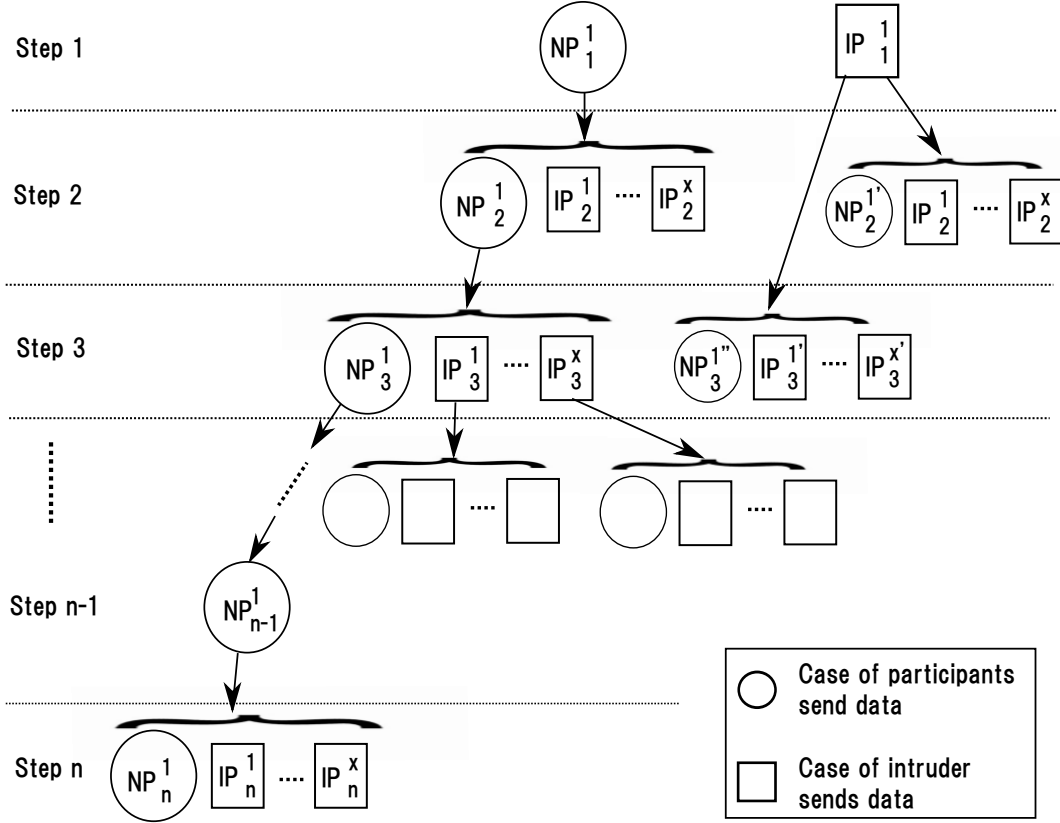 Step 1
NP 1 1
IP 1 1
Step 2
NP 1 2
IP 1 2
....
IP x 2
NP 1' 2
IP 1 2
....
IP x 2
Step 3
NP 1 3
IP 1 3
....
IP x 3
NP 1" 3
IP 1' 3
....
IP x' 3
....
....
Step n-1
NP 1 n-1
Step n
NP 1 n
IP 1 n
....
IP x n
Case of participants
send data
Case of intruder
sends data